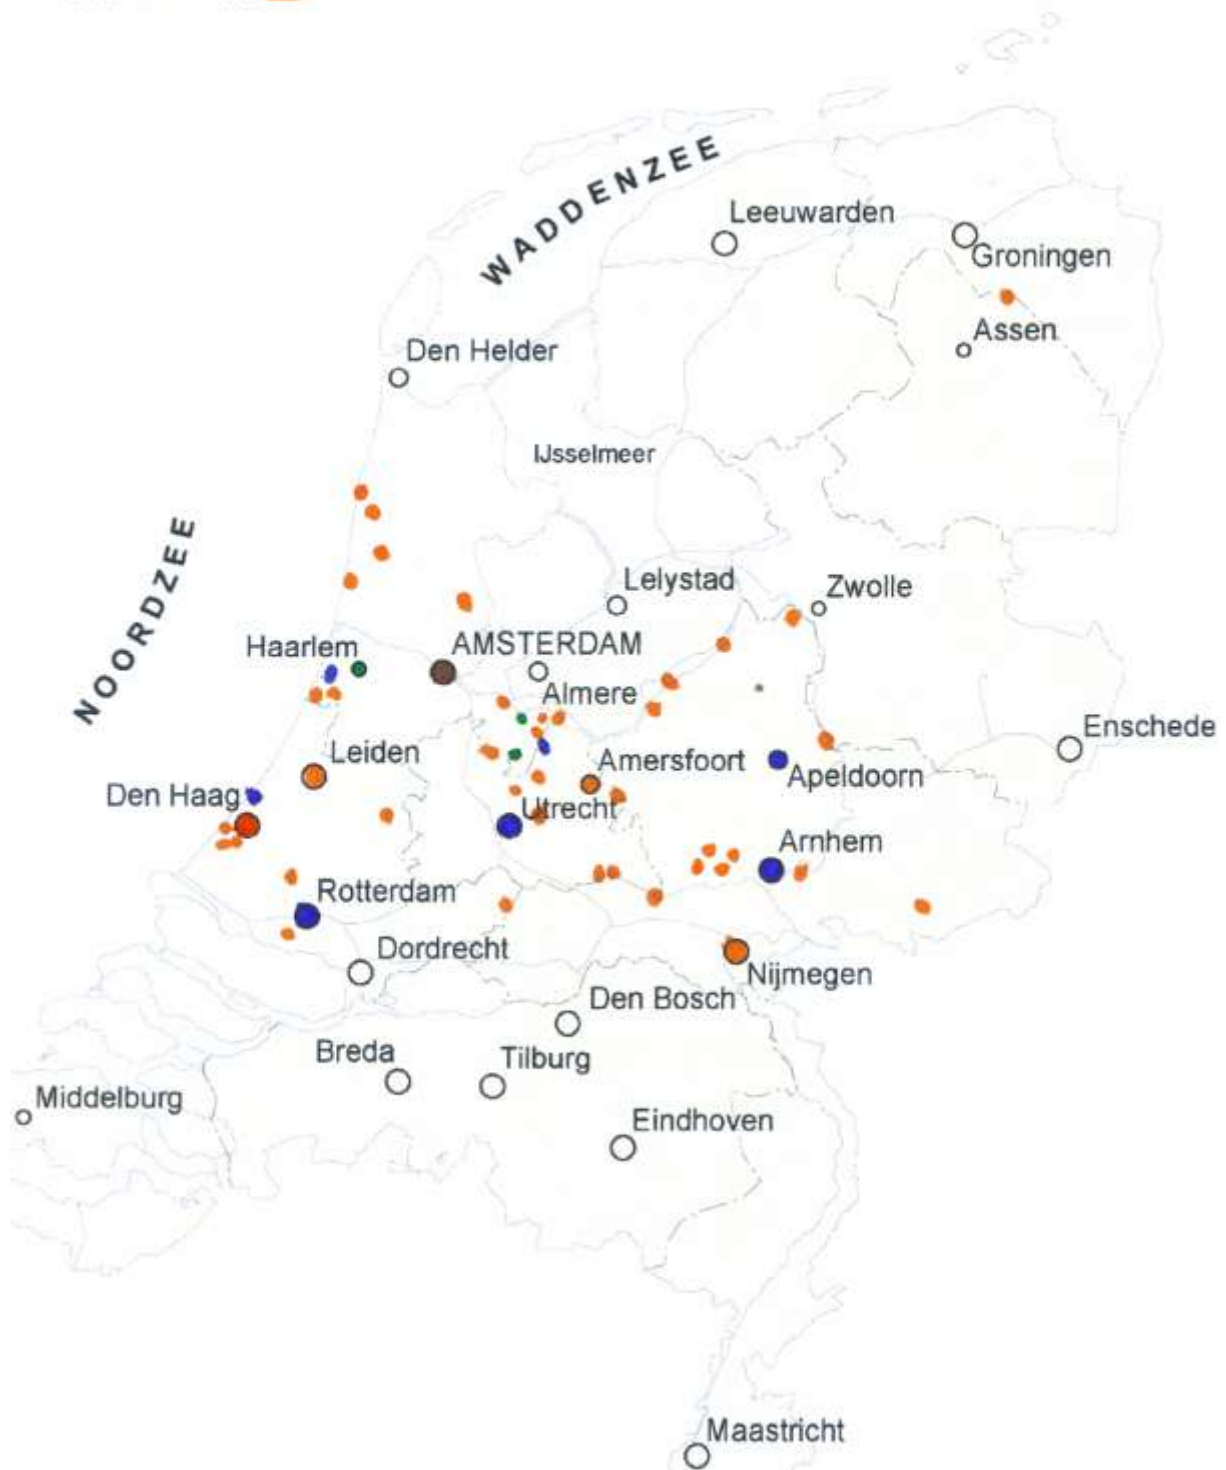 WADDENZEE
Leeuwarden
Groningen
Assen
Den Helder
IJsselmeer
NOORDZEE
Lelystad
Zwolle
Haarlem
AMSTERDAM
Almere
Enschede
Leiden
Amersfoort
Apeldoorn
Den Haag
Utrecht
Arnhem
Rotterdam
Dordrecht
Nijmegen
Den Bosch
Breda
Tilburg
Middelburg
Eindhoven
Maastricht